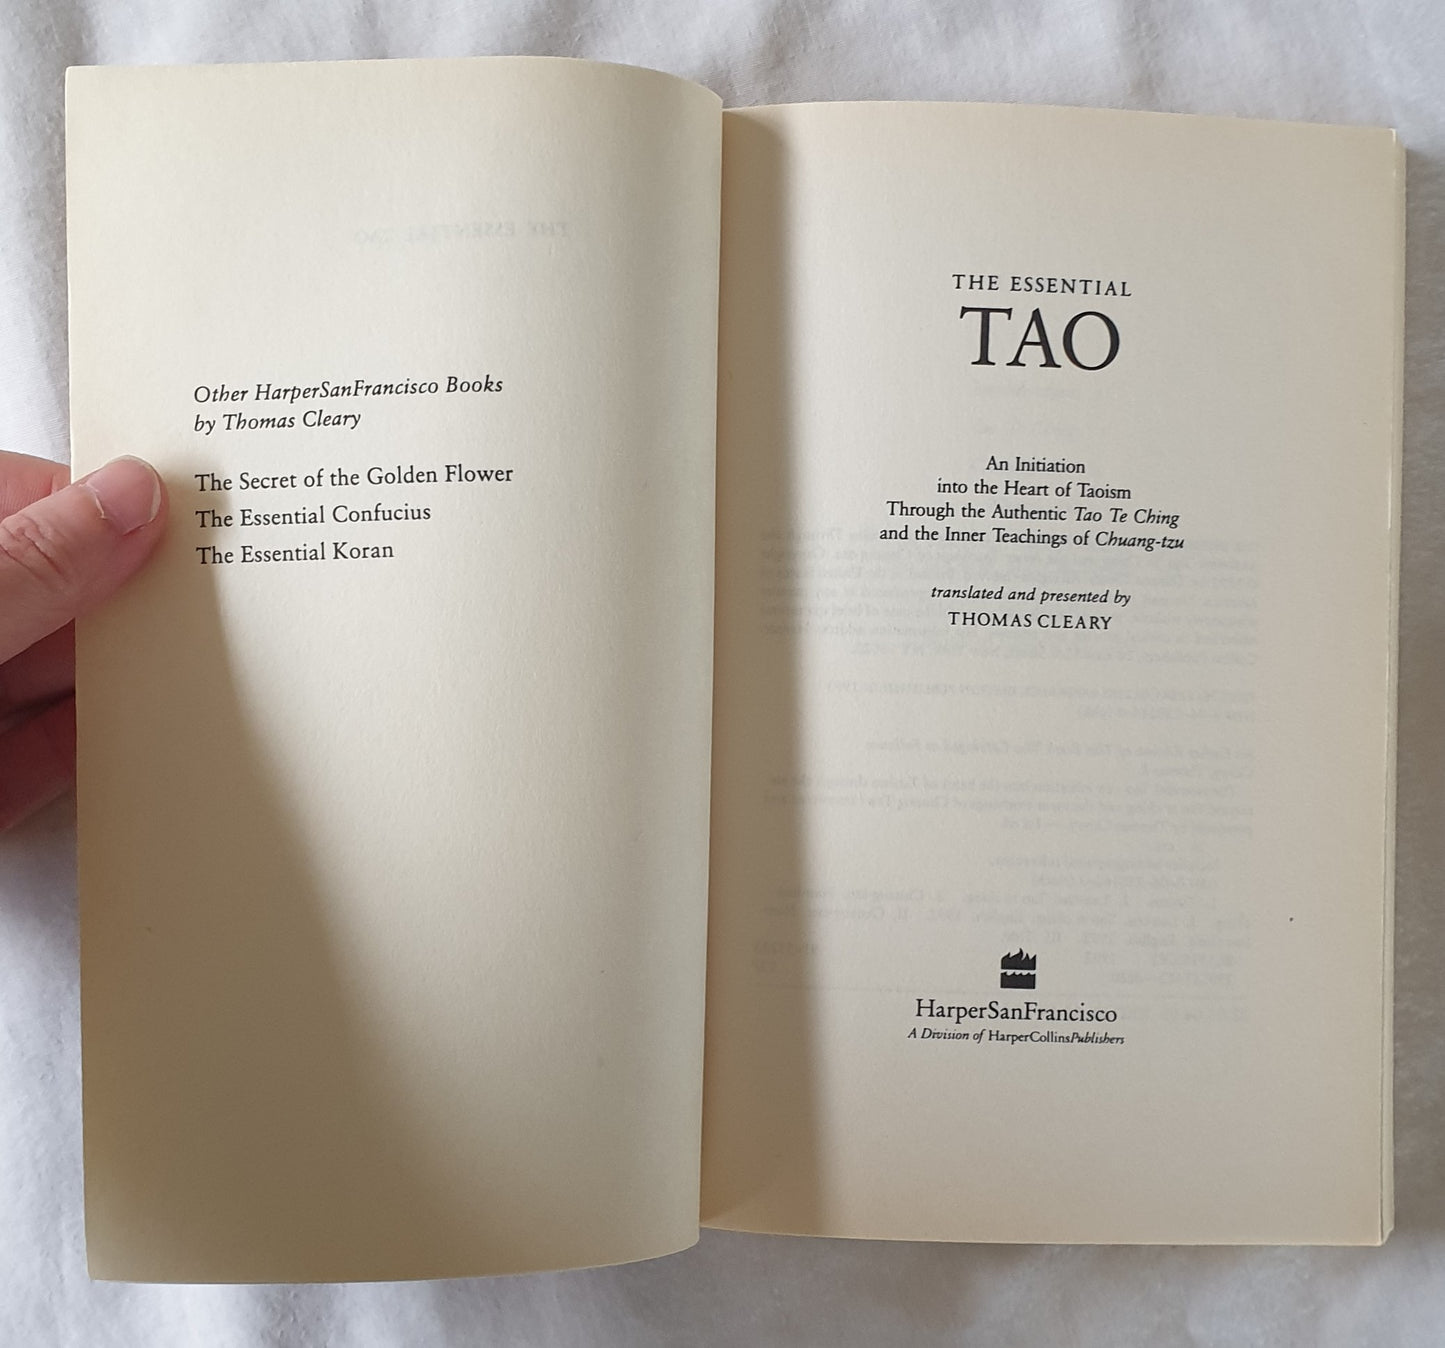 Other HarperSanFrancisco Books
by Thomas Cleary
The Secret of the Golden Flower
The Essential Confucius
The Essential Koran
THE ESSENTIAL
TAO
An Initiation
into the Heart of Taoism
Through the Authentic Tao Te Ching
and the Inner Teachings of Chuang-tzu
translated and presented by
THOMAS CLEARY
HarperSanFrancisco
A Division of HarperCollinsPublishers